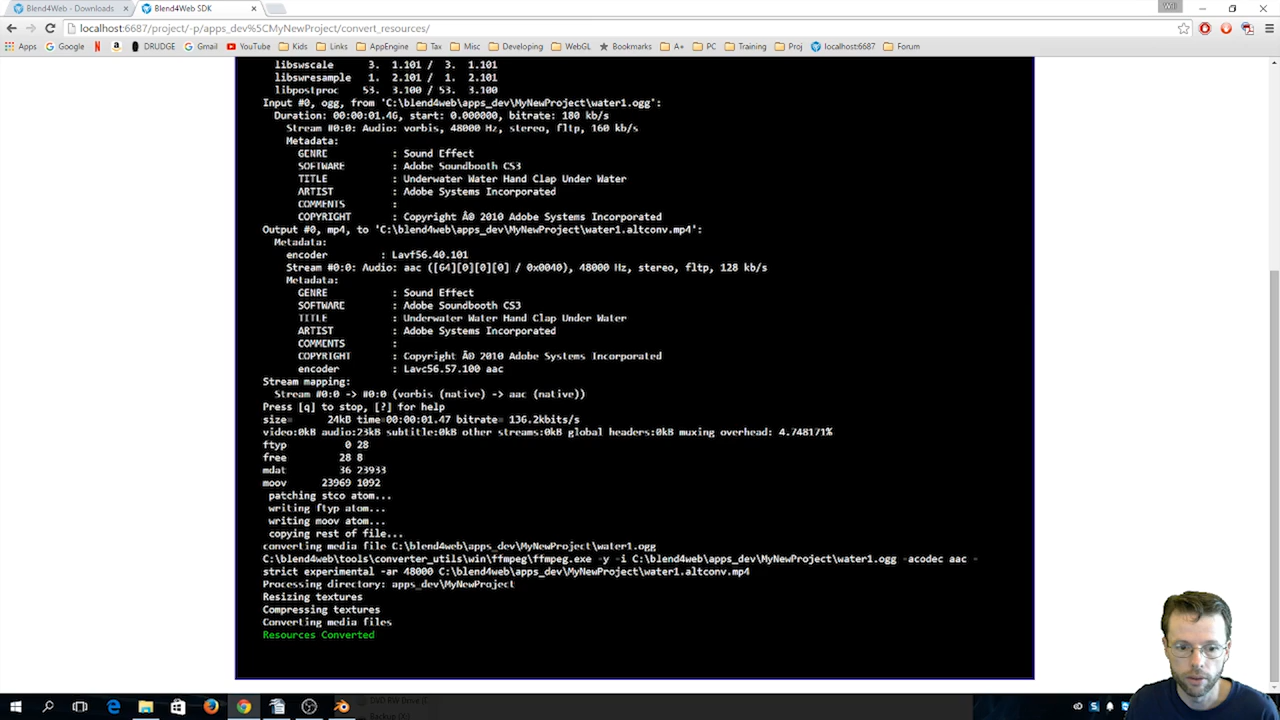 Blend4Web - Downloads
Blend4Web SDK
Will
localhost:6687/project/-p/apps_dev%5CMyNewProject/convert_resources/
Apps Google DRUDGE Gmail YouTube Kids Links AppEngine Tax Misc Developing WebGL Bookmarks A+ PC Training Proj localhost:6687 Forum
libswscale 3. 1.101 / 3. 1.101
libswresample 1. 2.101 / 1. 2.101
libpostproc 53. 3.100 / 53. 3.100
Input #0, ogg, from 'C:\blend4web\apps_dev\MyNewProject\water1.ogg':
Duration: 00:00:01.46, start: 0.000000, bitrate: 180 kb/s
Stream #0:0: Audio: vorbis, 48000 Hz, stereo, fltp, 160 kb/s
Metadata:
GENRE : Sound Effect
SOFTWARE : Adobe Soundbooth CS3
TITLE : Underwater Water Hand Clap Under Water
ARTIST : Adobe Systems Incorporated
COMMENTS :
COPYRIGHT : Copyright Â© 2010 Adobe Systems Incorporated
Output #0, mp4, to 'C:\blend4web\apps_dev\MyNewProject\water1.altconv.mp4':
Metadata:
encoder : Lavf56.40.101
Stream #0:0: Audio: aac ([64][0][0][0] / 0x0040), 48000 Hz, stereo, fltp, 128 kb/s
Metadata:
GENRE : Sound Effect
SOFTWARE : Adobe Soundbooth CS3
TITLE : Underwater Water Hand Clap Under Water
ARTIST : Adobe Systems Incorporated
COMMENTS :
COPYRIGHT : Copyright Â© 2010 Adobe Systems Incorporated
encoder : Lavc56.57.100 aac
Stream mapping:
Stream #0:0 -> #0:0 (vorbis (native) -> aac (native))
Press [q] to stop, [?] for help
size= 24kB time=00:00:01.47 bitrate= 136.2kbits/s
video:0kB audio:23kB subtitle:0kB other streams:0kB global headers:0kB muxing overhead: 4.748171%
ftyp 0 28
free 28 8
mdat 36 23933
moov 23969 1092
patching stco atom...
writing ftyp atom...
writing moov atom...
copying rest of file...
converting media file C:\blend4web\apps_dev\MyNewProject\water1.ogg
C:\blend4web\tools\converter_utils\win\ffmpeg\ffmpeg.exe -y -i C:\blend4web\apps_dev\MyNewProject\water1.ogg -acodec aac -
strict experimental -ar 48000 C:\blend4web\apps_dev\MyNewProject\water1.altconv.mp4
Processing directory: apps_dev\MyNewProject
Resizing textures
Compressing textures
Converting media files
Resources Converted